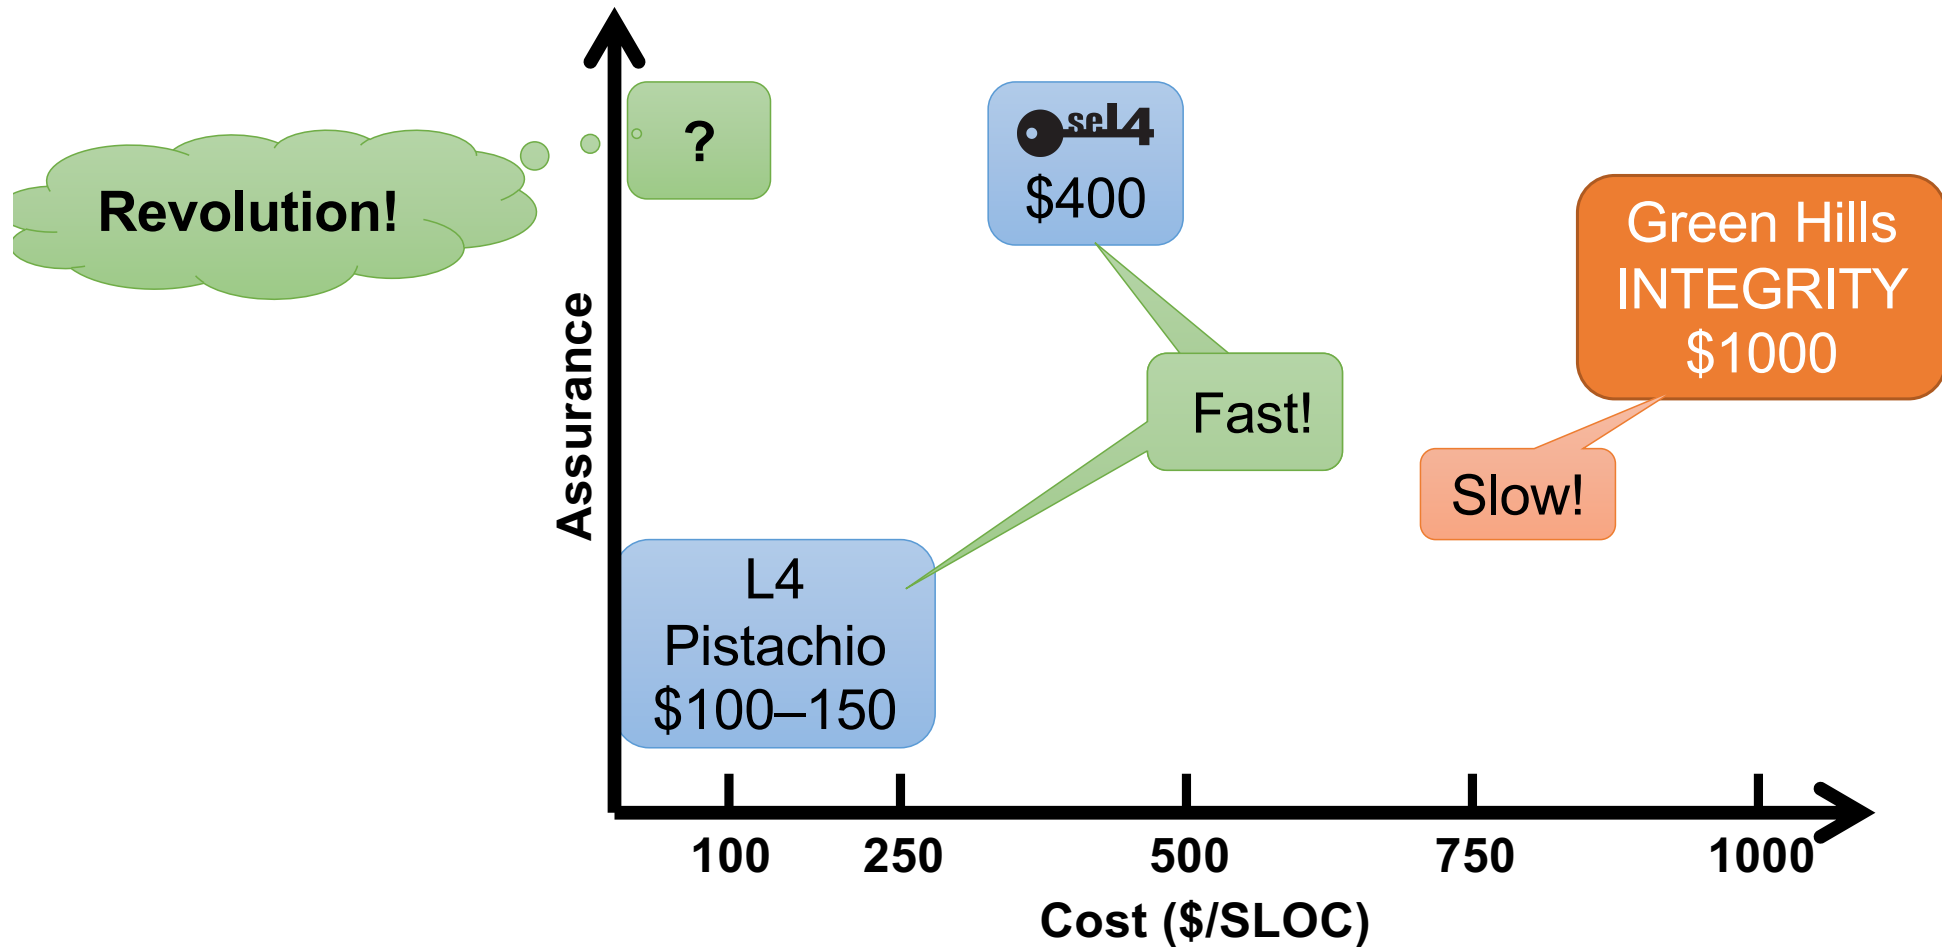 Revolution!
?
seL4
$400
Green Hills
INTEGRITY
$1000
Fast!
Slow!
Assurance
L4
Pistachio
$100–150
100
250
500
750
1000
Cost ($/SLOC)